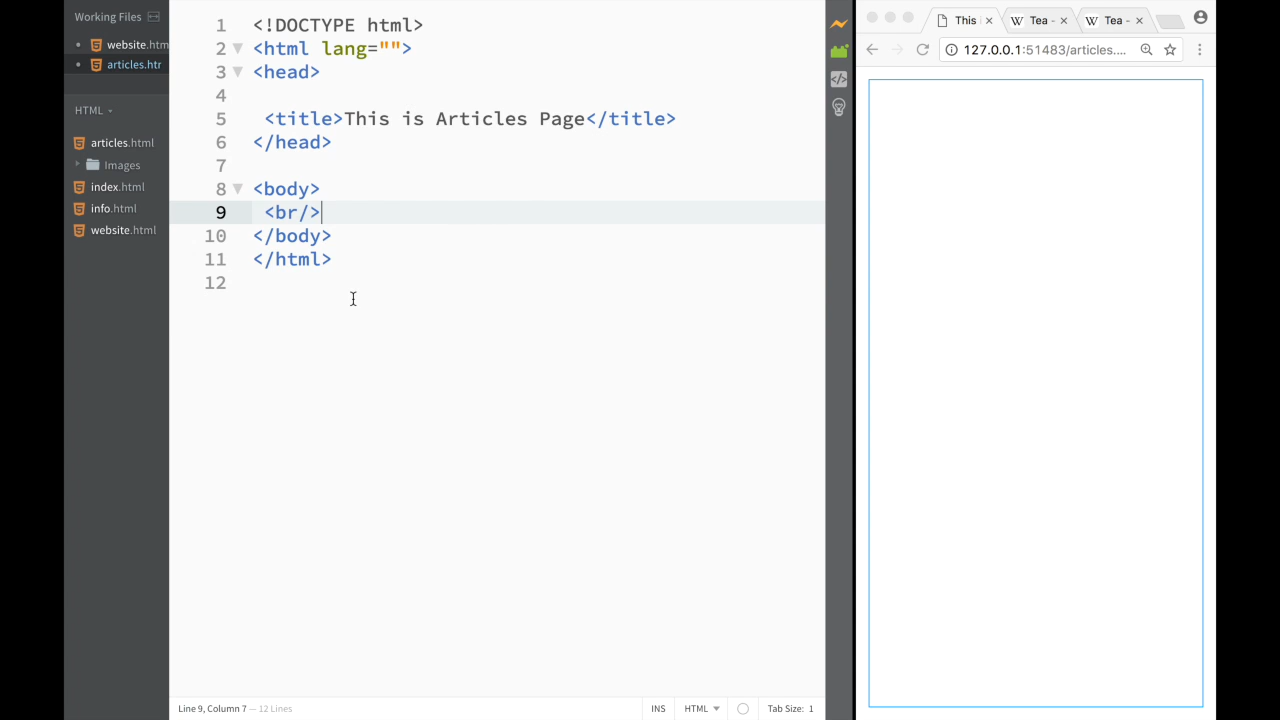 Working Files
website.htm
articles.htr
HTML
articles.html
Images
index.html
info.html
website.html
1 <!DOCTYPE html>
2 <html lang="">
3 <head>
4
5 <title>This is Articles Page</title>
6 </head>
7
8 <body>
9 <br/>
10 </body>
11 </html>
12
Line 9, Column 7 — 12 Lines
INS
HTML
Tab Size: 1
This
W Tea -
W Tea -
127.0.0.1:51483/articles....